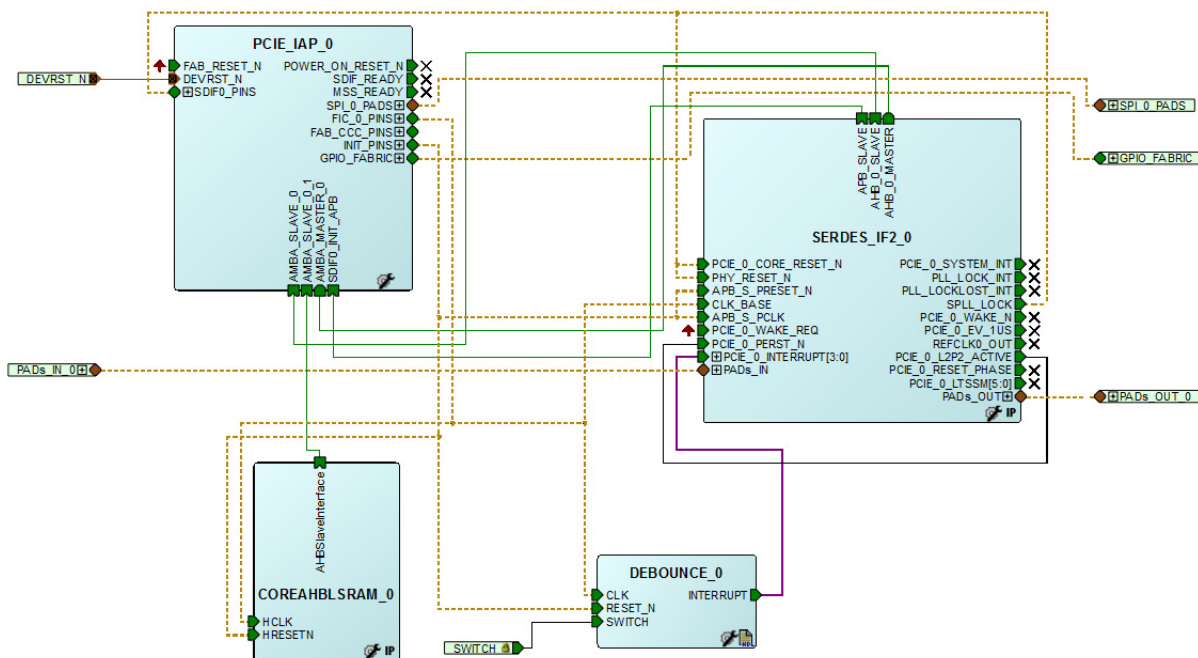 PCIE_IAP_0
FAB_RESET_N
DEVRST_N
SDIF0_PINS
POWER_ON_RESET_N
SDIF_READY
MSS_READY
SPI_0_PADS
FIC_0_PINS
FAB_CCC_PINS
INIT_PINS
GPIO_FABRIC
AMBA_SLAVE_0
AMBA_SLAVE_0_1
AMBA_MASTER_0
SDIF0_INIT_APB
DEVRST_N
SPI_0_PADS
GPIO_FABRIC
APB_SLAVE
AHB_0_SLAVE
AHB_0_MASTER
SERDES_IF2_0
PCIE_0_CORE_RESET_N
PHY_RESET_N
APB_S_PRESET_N
CLK_BASE
APB_S_PCLK
PCIE_0_WAKE_REQ
PCIE_0_PERST_N
PCIE_0_INTERRUPT[3:0]
PADs_IN
PCIE_0_SYSTEM_INT
PLL_LOCK_INT
PLL_LOCKLOST_INT
SPLL_LOCK
PCIE_0_WAKE_N
PCIE_0_EV_1US
REFCLK0_OUT
PCIE_0_L2P2_ACTIVE
PCIE_0_RESET_PHASE
PCIE_0_LTSSM[5:0]
PADs_OUT
IP
PADs_IN_0
PADs_OUT_0
AHBSlaveInterface
COREAHBLSRAM_0
HCLK
HRESETN
IP
DEBOUNCE_0
CLK
RESET_N
SWITCH
INTERRUPT
HDL
SWITCH